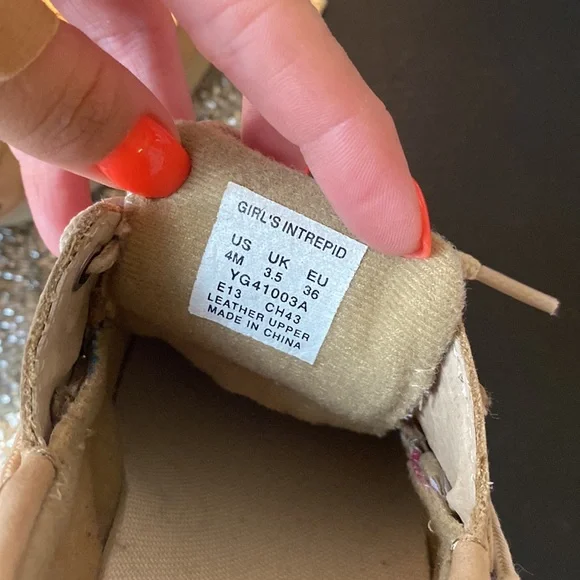 GIRL'S INTREPID
US UK EU
4M 3.5 36
YG41003A
E13 CH43
LEATHER UPPER
MADE IN CHINA